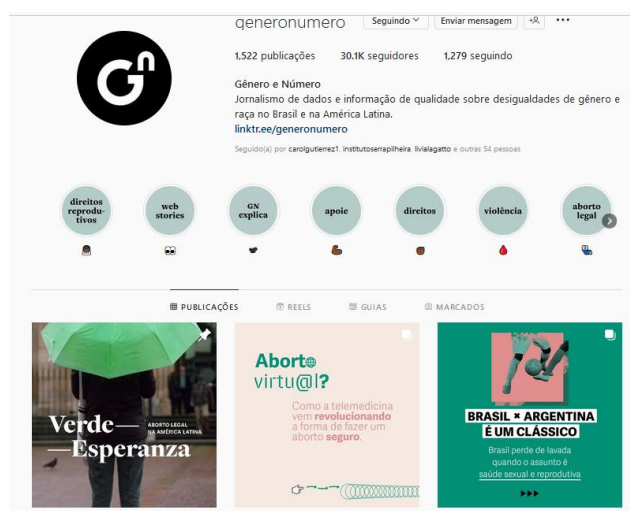 generonumero Seguindo Enviar mensagem
1,522 publicações 30.1K seguidores 1,279 seguindo
Gênero e Número
Jornalismo de dados e informação de qualidade sobre desigualdades de gênero e
raça no Brasil e na América Latina.
linktr.ee/generonumero
Seguido(a) por carolgutierrez1, institutoserrapilheira, livialagatto e outras 54 pessoas
Gn
direitos
reprodu-
tivos
web
stories
GN
explica
apoie
direitos
violência
aborto
legal
PUBLICAÇÕES REELS GUIAS MARCADOS
Verde—
—Esperanza
ABORTO LEGAL
NA AMÉRICA LATINA
Aborto
virtu@l?
Como a telemedicina
vem revolucionando
a forma de fazer um
aborto seguro.
BRASIL × ARGENTINA
É UM CLÁSSICO
Brasil perde de lavada
quando o assunto é
saúde sexual e reprodutiva